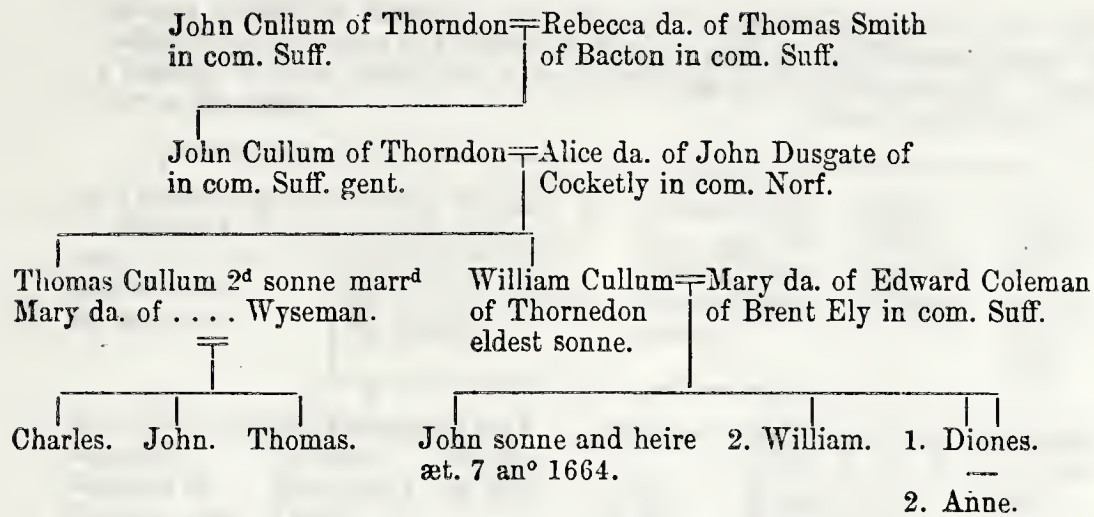 John Cullum of Thorndon Rebecca da. of Thomas Smith
in com. Suff. of Bacton in com. Suff.
John Cullum of Thorndon Alice da. of John Dusgate of
in com. Suff. gent. Cocketly in com. Norf.
Thomas Cullum 2d sonne marrd
Mary da. of . . . . Wyseman.
William Cullum Mary da. of Edward Coleman
of Thornedon of Brent Ely in com. Suff.
eldest sonne.
Charles. John. Thomas.
John sonne and heire 2. William. 1. Diones.
æt. 7 ano 1664.
2. Anne.